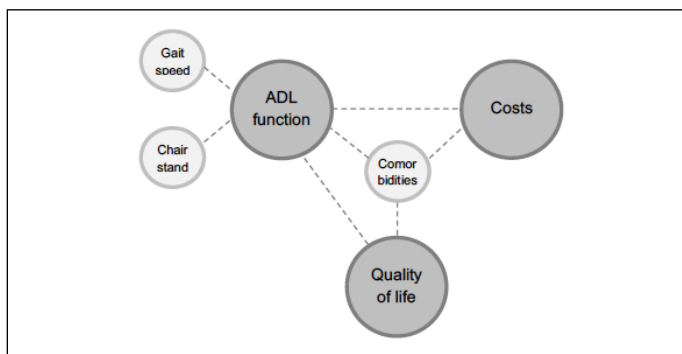 Gait
speed
ADL
function
Costs
Chair
stand
Comor
bidities
Quality
of life